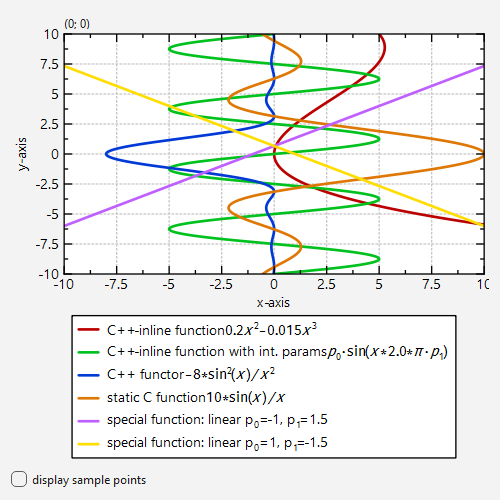 (0; 0)
10
7.5
5
2.5
0
-2.5
-5
-7.5
-10
y-axis
-10 -7.5 -5 -2.5 0 2.5 5 7.5 10
x-axis
C++-inline function0.2x²-0.015x³
C++-inline function with int. paramsp₀·sin(x*2.0*π·p₁)
C++ functor-8*sin²(x)/x²
static C function10*sin(x)/x
special function: linear p₀=-1, p₁=1.5
special function: linear p₀=1, p₁=-1.5
display sample points